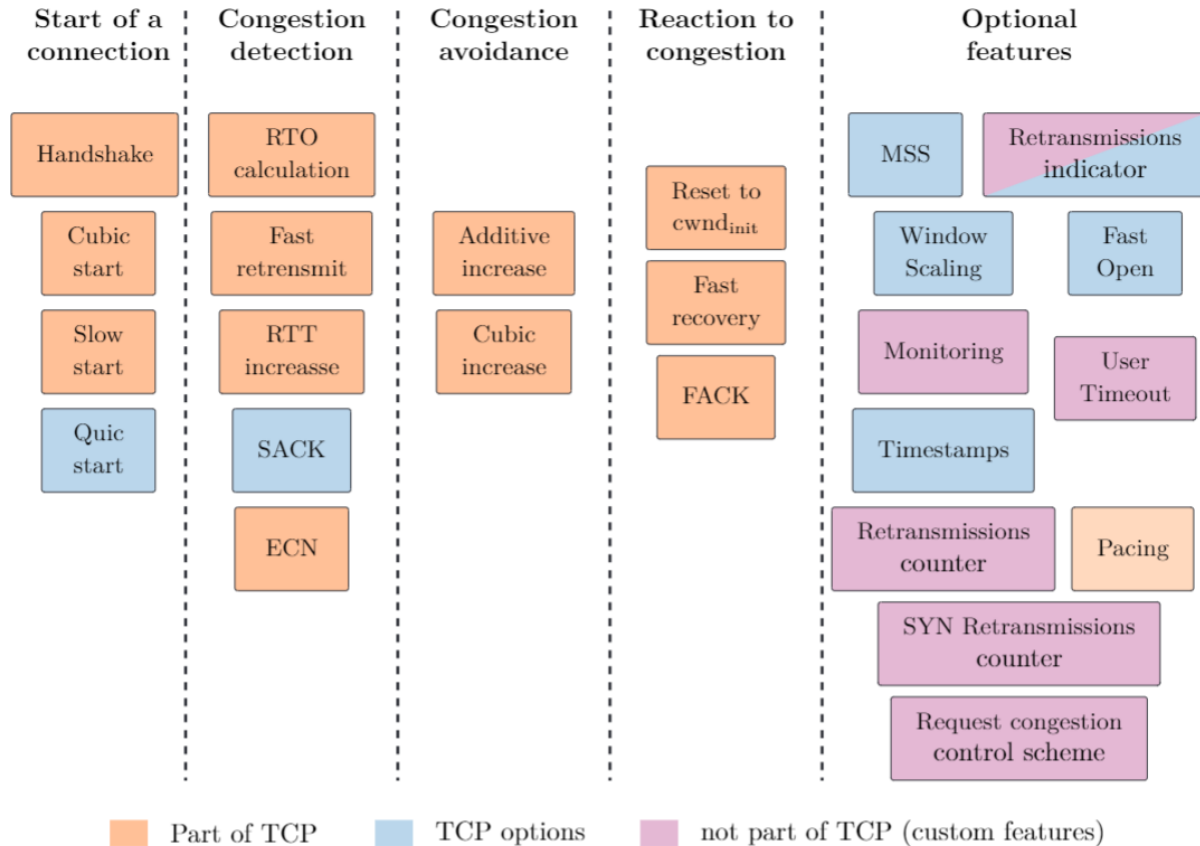 Start of a
connection
Congestion
detection
Congestion
avoidance
Reaction to
congestion
Optional
features
Handshake
Cubic
start
Slow
start
Quic
start
RTO
calculation
Fast
retrensmit
RTT
increasse
SACK
ECN
Additive
increase
Cubic
increase
Reset to
cwnd_init
Fast
recovery
FACK
MSS
Retransmissions
indicator
Window
Scaling
Fast
Open
Monitoring
User
Timeout
Timestamps
Retransmissions
counter
Pacing
SYN Retransmissions
counter
Request congestion
control scheme
Part of TCP
TCP options
not part of TCP (custom features)